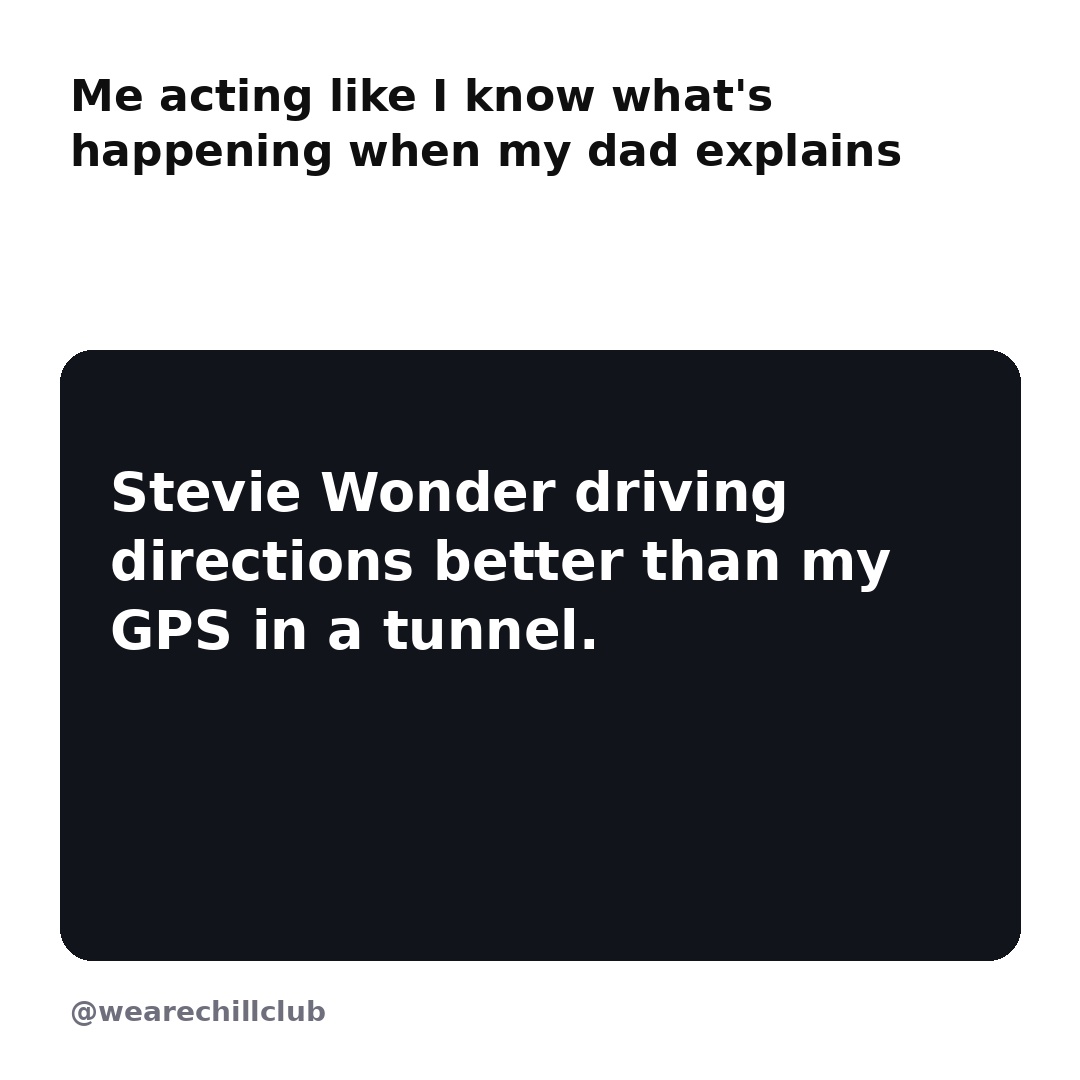 Me acting like I know what's
happening when my dad explains
Stevie Wonder driving
directions better than my
GPS in a tunnel.
@wearechillclub